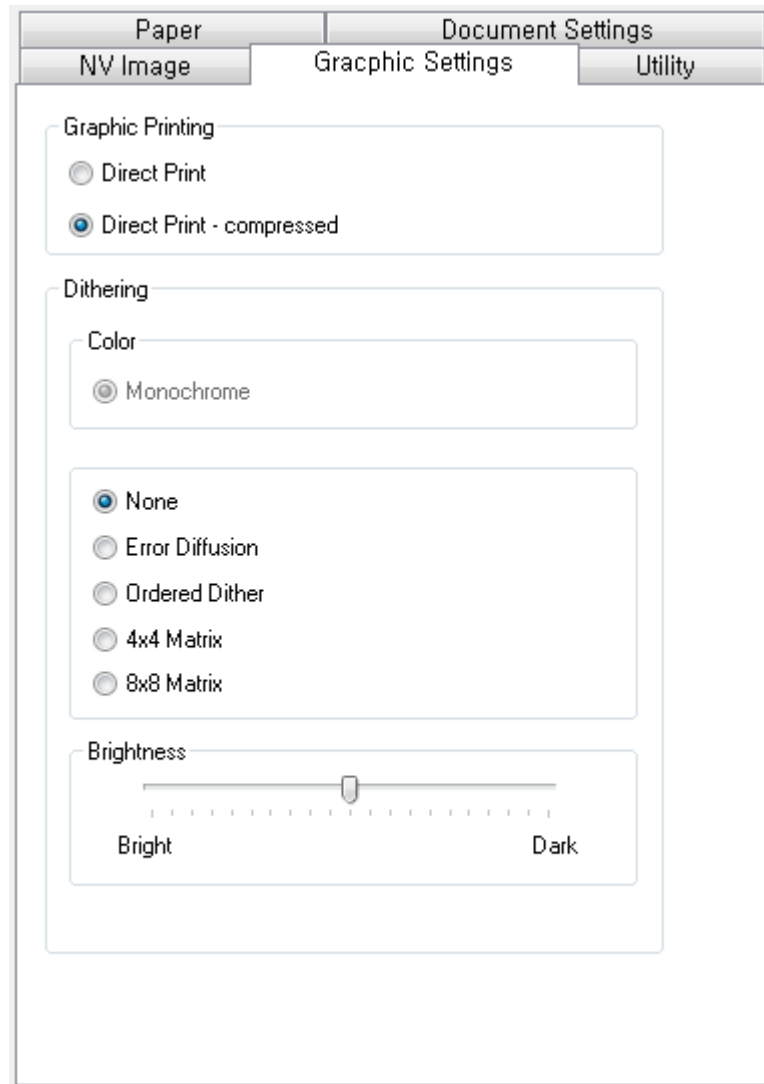 Paper Document Settings
NV Image Gracphic Settings Utility
Graphic Printing
Direct Print
Direct Print - compressed
Dithering
Color
Monochrome
None
Error Diffusion
Ordered Dither
4x4 Matrix
8x8 Matrix
Brightness
Bright Dark